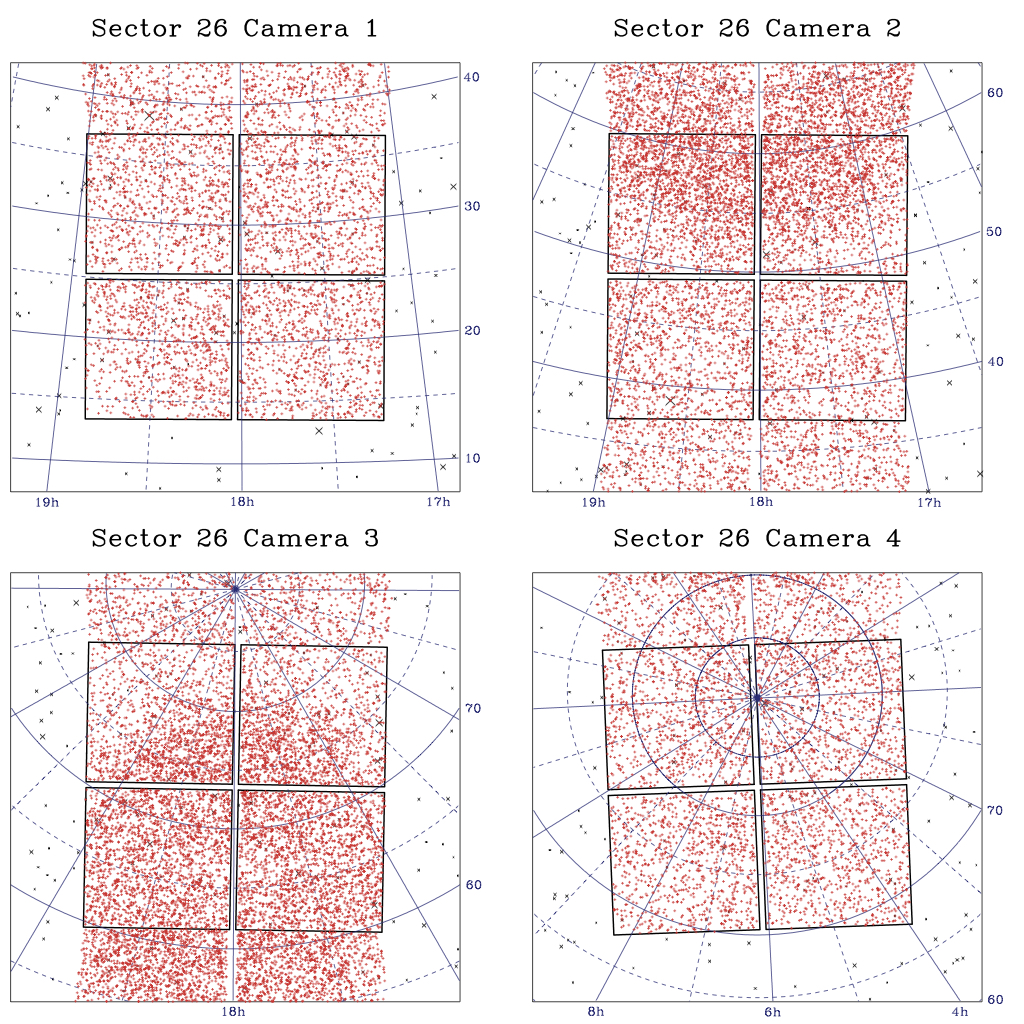 Sector 26 Camera 1
40
30
20
10
19h 18h 17h
Sector 26 Camera 2
60
50
40
19h 18h 17h
Sector 26 Camera 3
70
60
18h
Sector 26 Camera 4
70
60
8h 6h 4h